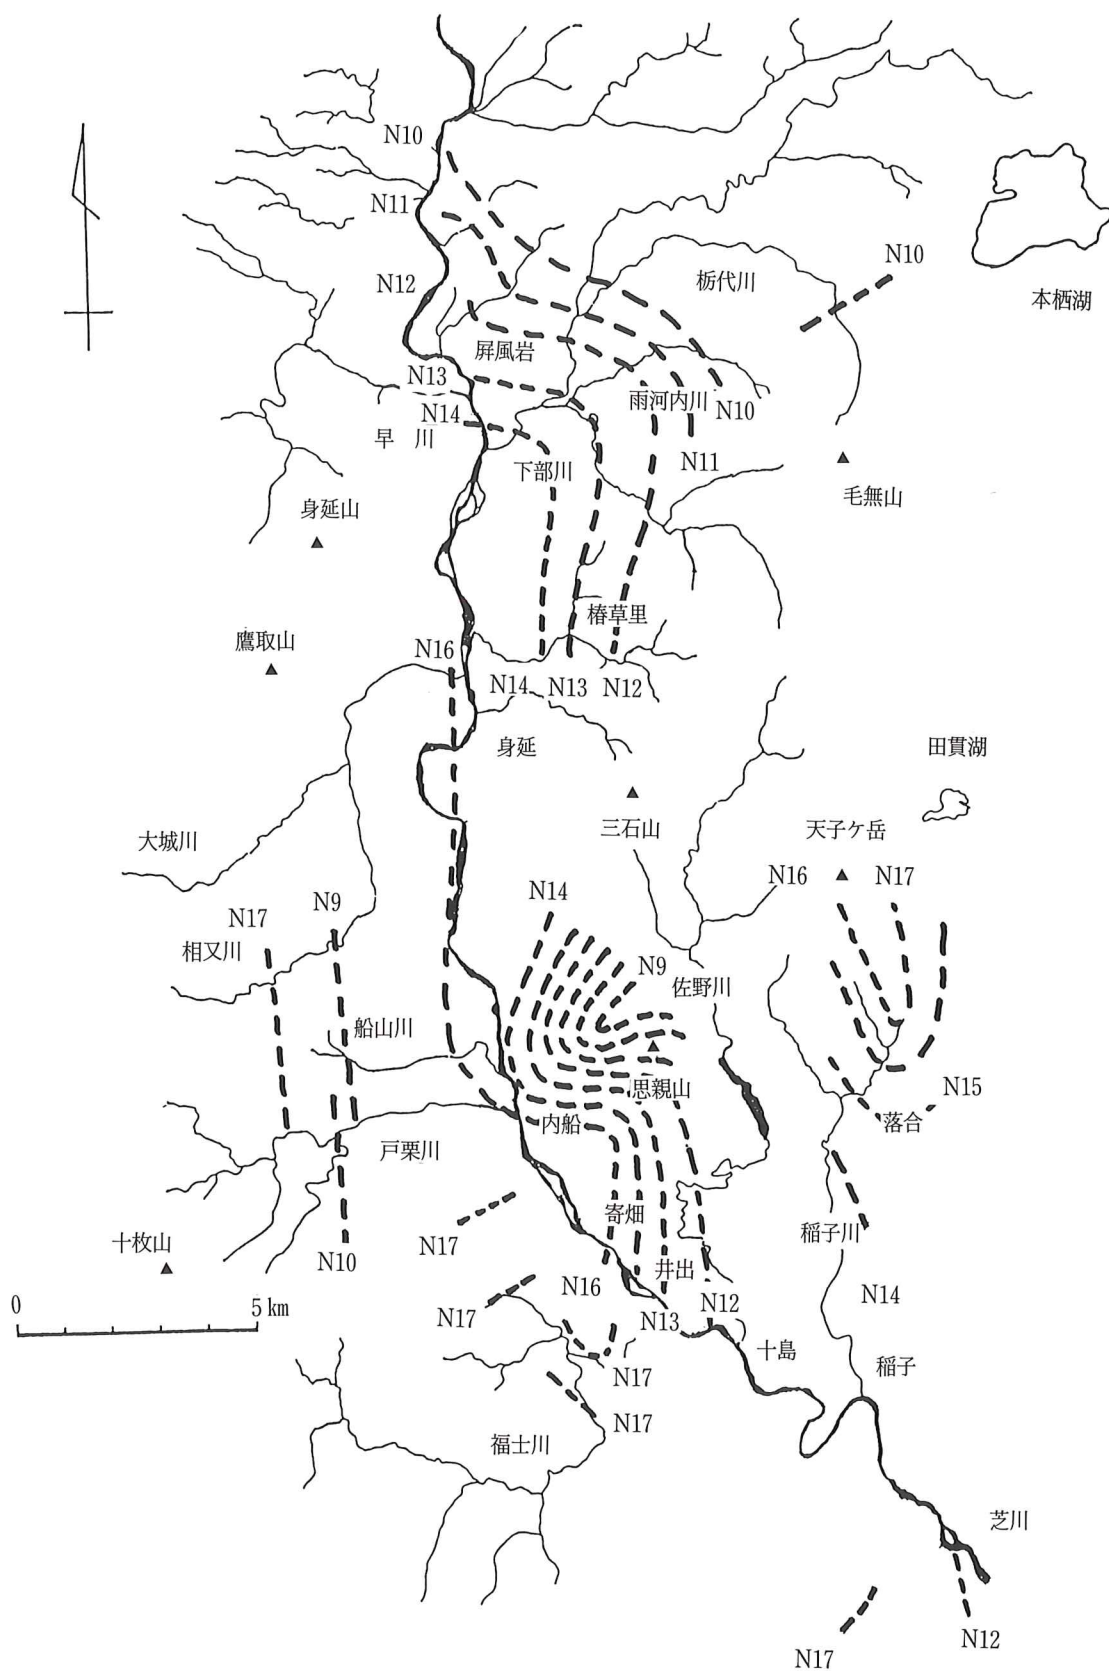 N10
N11
N10
栃代川
本栖湖
N12
屏風岩
N13
雨河内川
N10
N14
早 川
N11
下部川
毛無山
身延山
椿草里
鷹取山
N16
N14
N13
N12
身延
田貫湖
三石山
天子ケ岳
大城川
N16
N17
N14
N9
N17
相又川
N9
佐野川
船山川
思親山
N15
内船
落合
戸栗川
寄畑
稲子川
十枚山
N17
N10
井出
N16
0
5 km
N17
N13
N12
N14
十島
稲子
N17
N17
福士川
芝川
N12
N17